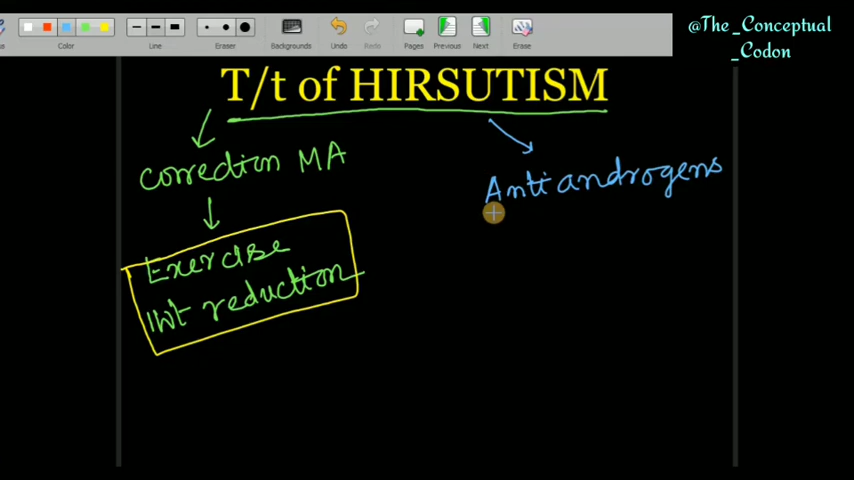 @The_Conceptual
_Codon
Color
Line
Eraser
Backgrounds
Undo
Redo
Pages
Previous
Next
Erase
T/t of HIRSUTISM
Correction MA
Antiandrogens
Exercise
Wt reduction